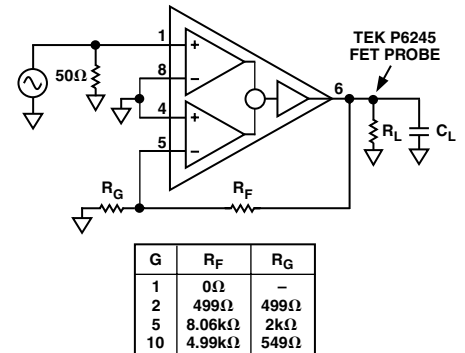 TEK P6245
FET PROBE
1
50Ω
8
4
5
6
+
−
+
−
R_L
C_L
R_G
R_F
G R_F R_G
1 0Ω –
2 499Ω 499Ω
5 8.06kΩ 2kΩ
10 4.99kΩ 549Ω